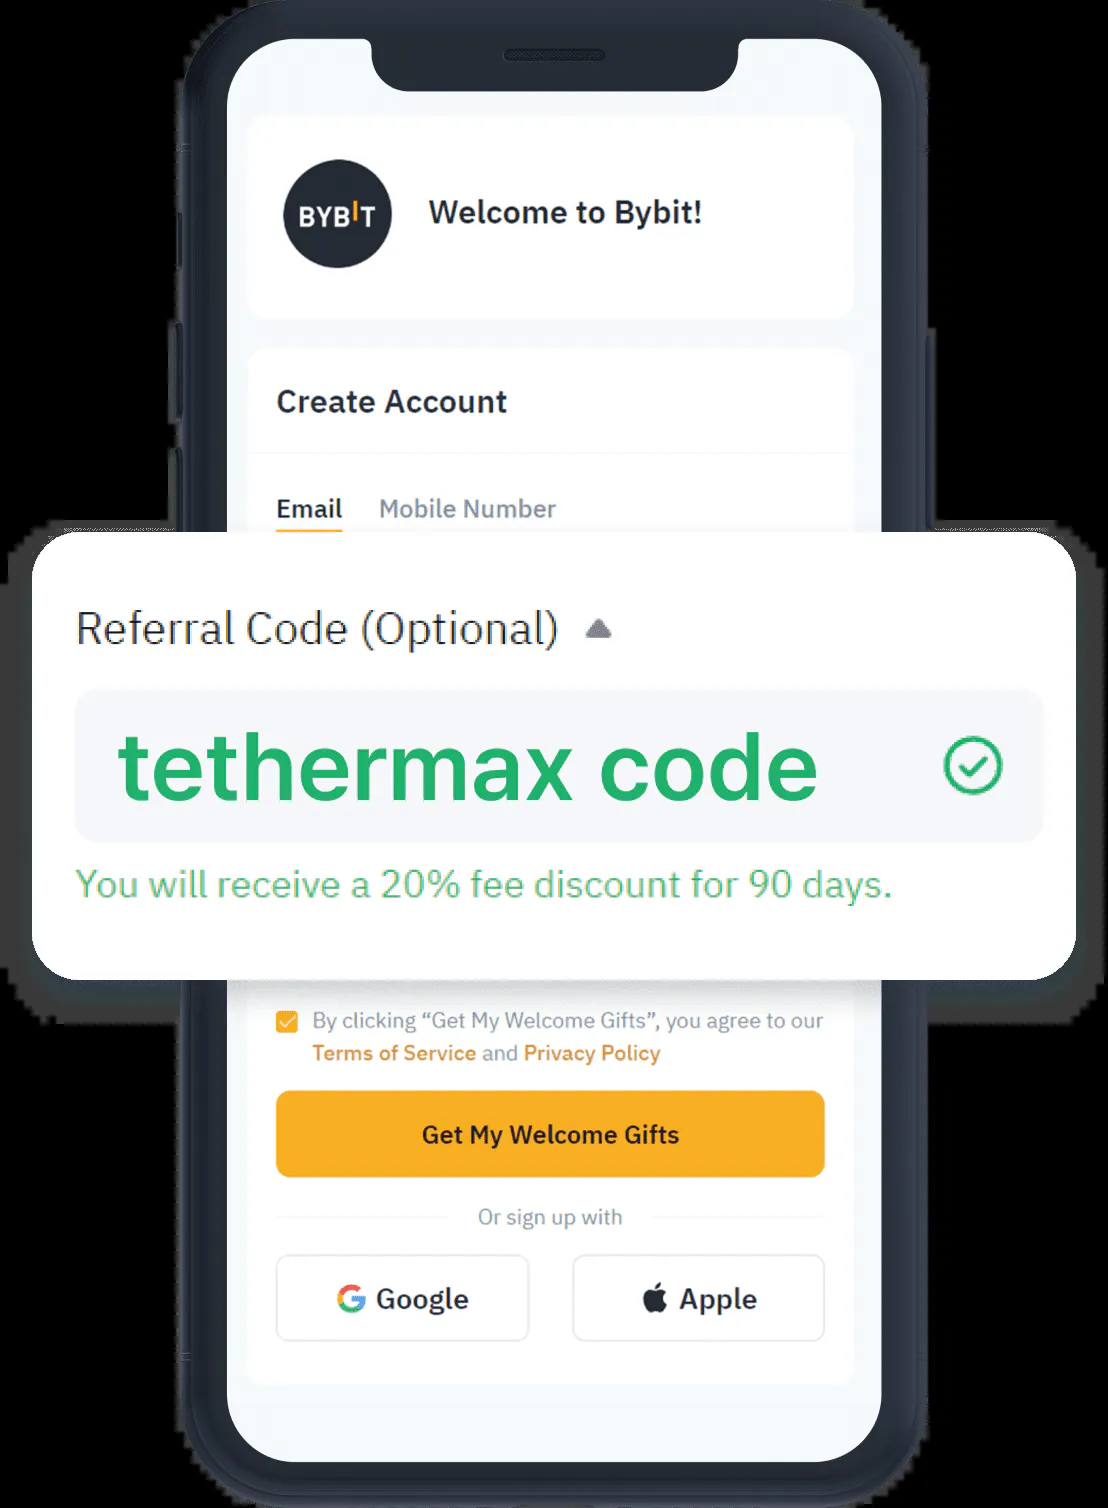 BYBIT
Welcome to Bybit!
Create Account
Email Mobile Number
Referral Code (Optional)
tethermax code
You will receive a 20% fee discount for 90 days.
By clicking “Get My Welcome Gifts”, you agree to our
Terms of Service and Privacy Policy
Get My Welcome Gifts
Or sign up with
Google Apple